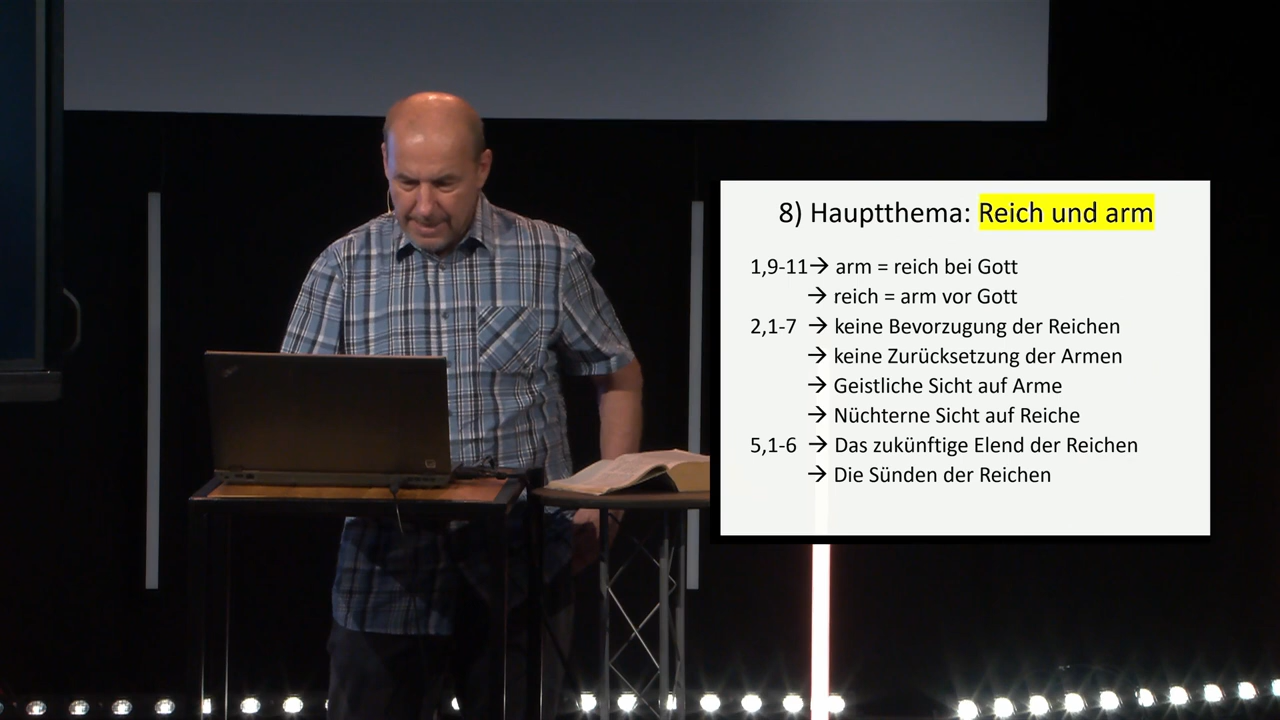 8) Hauptthema: Reich und arm
1,9-11→ arm = reich bei Gott
→ reich = arm vor Gott
2,1-7 → keine Bevorzugung der Reichen
→ keine Zurücksetzung der Armen
→ Geistliche Sicht auf Arme
→ Nüchterne Sicht auf Reiche
5,1-6 → Das zukünftige Elend der Reichen
→ Die Sünden der Reichen